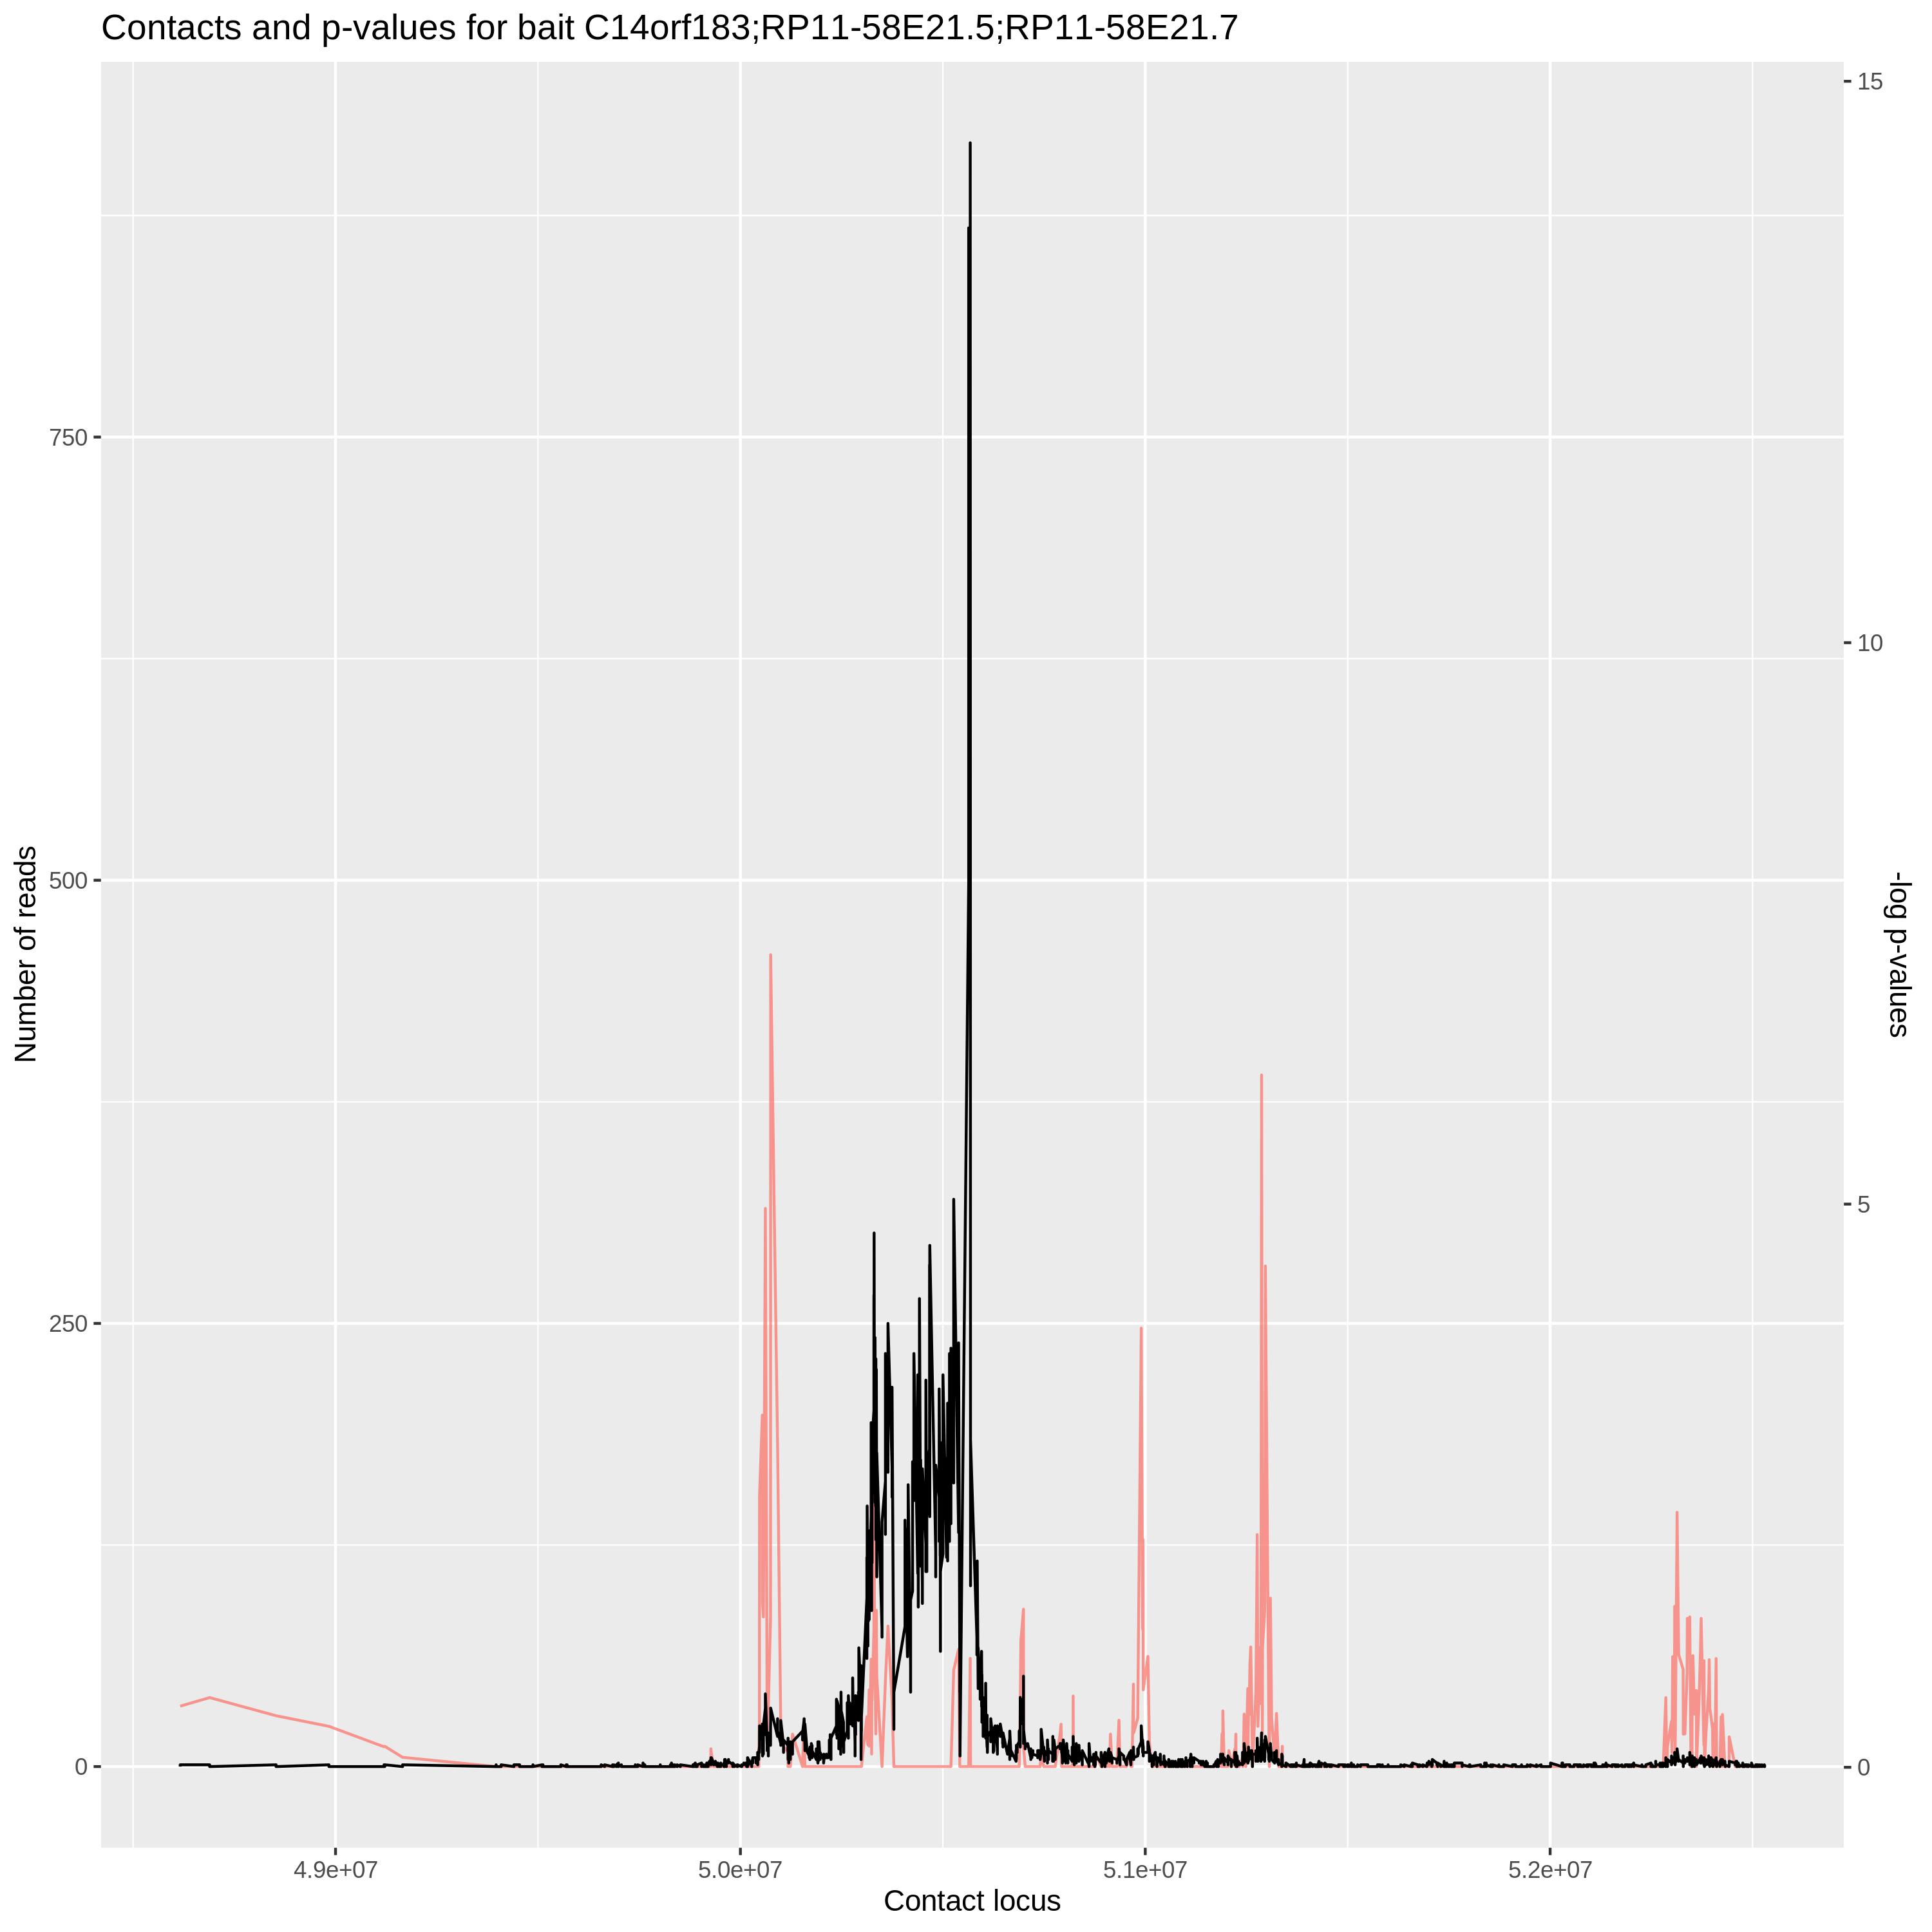 Contacts and p-values for bait C14orf183;RP11-58E21.5;RP11-58E21.7
Number of reads
750
500
250
0
15
10
5
0
-log p-values
4.9e+07 5.0e+07 5.1e+07 5.2e+07
Contact locus